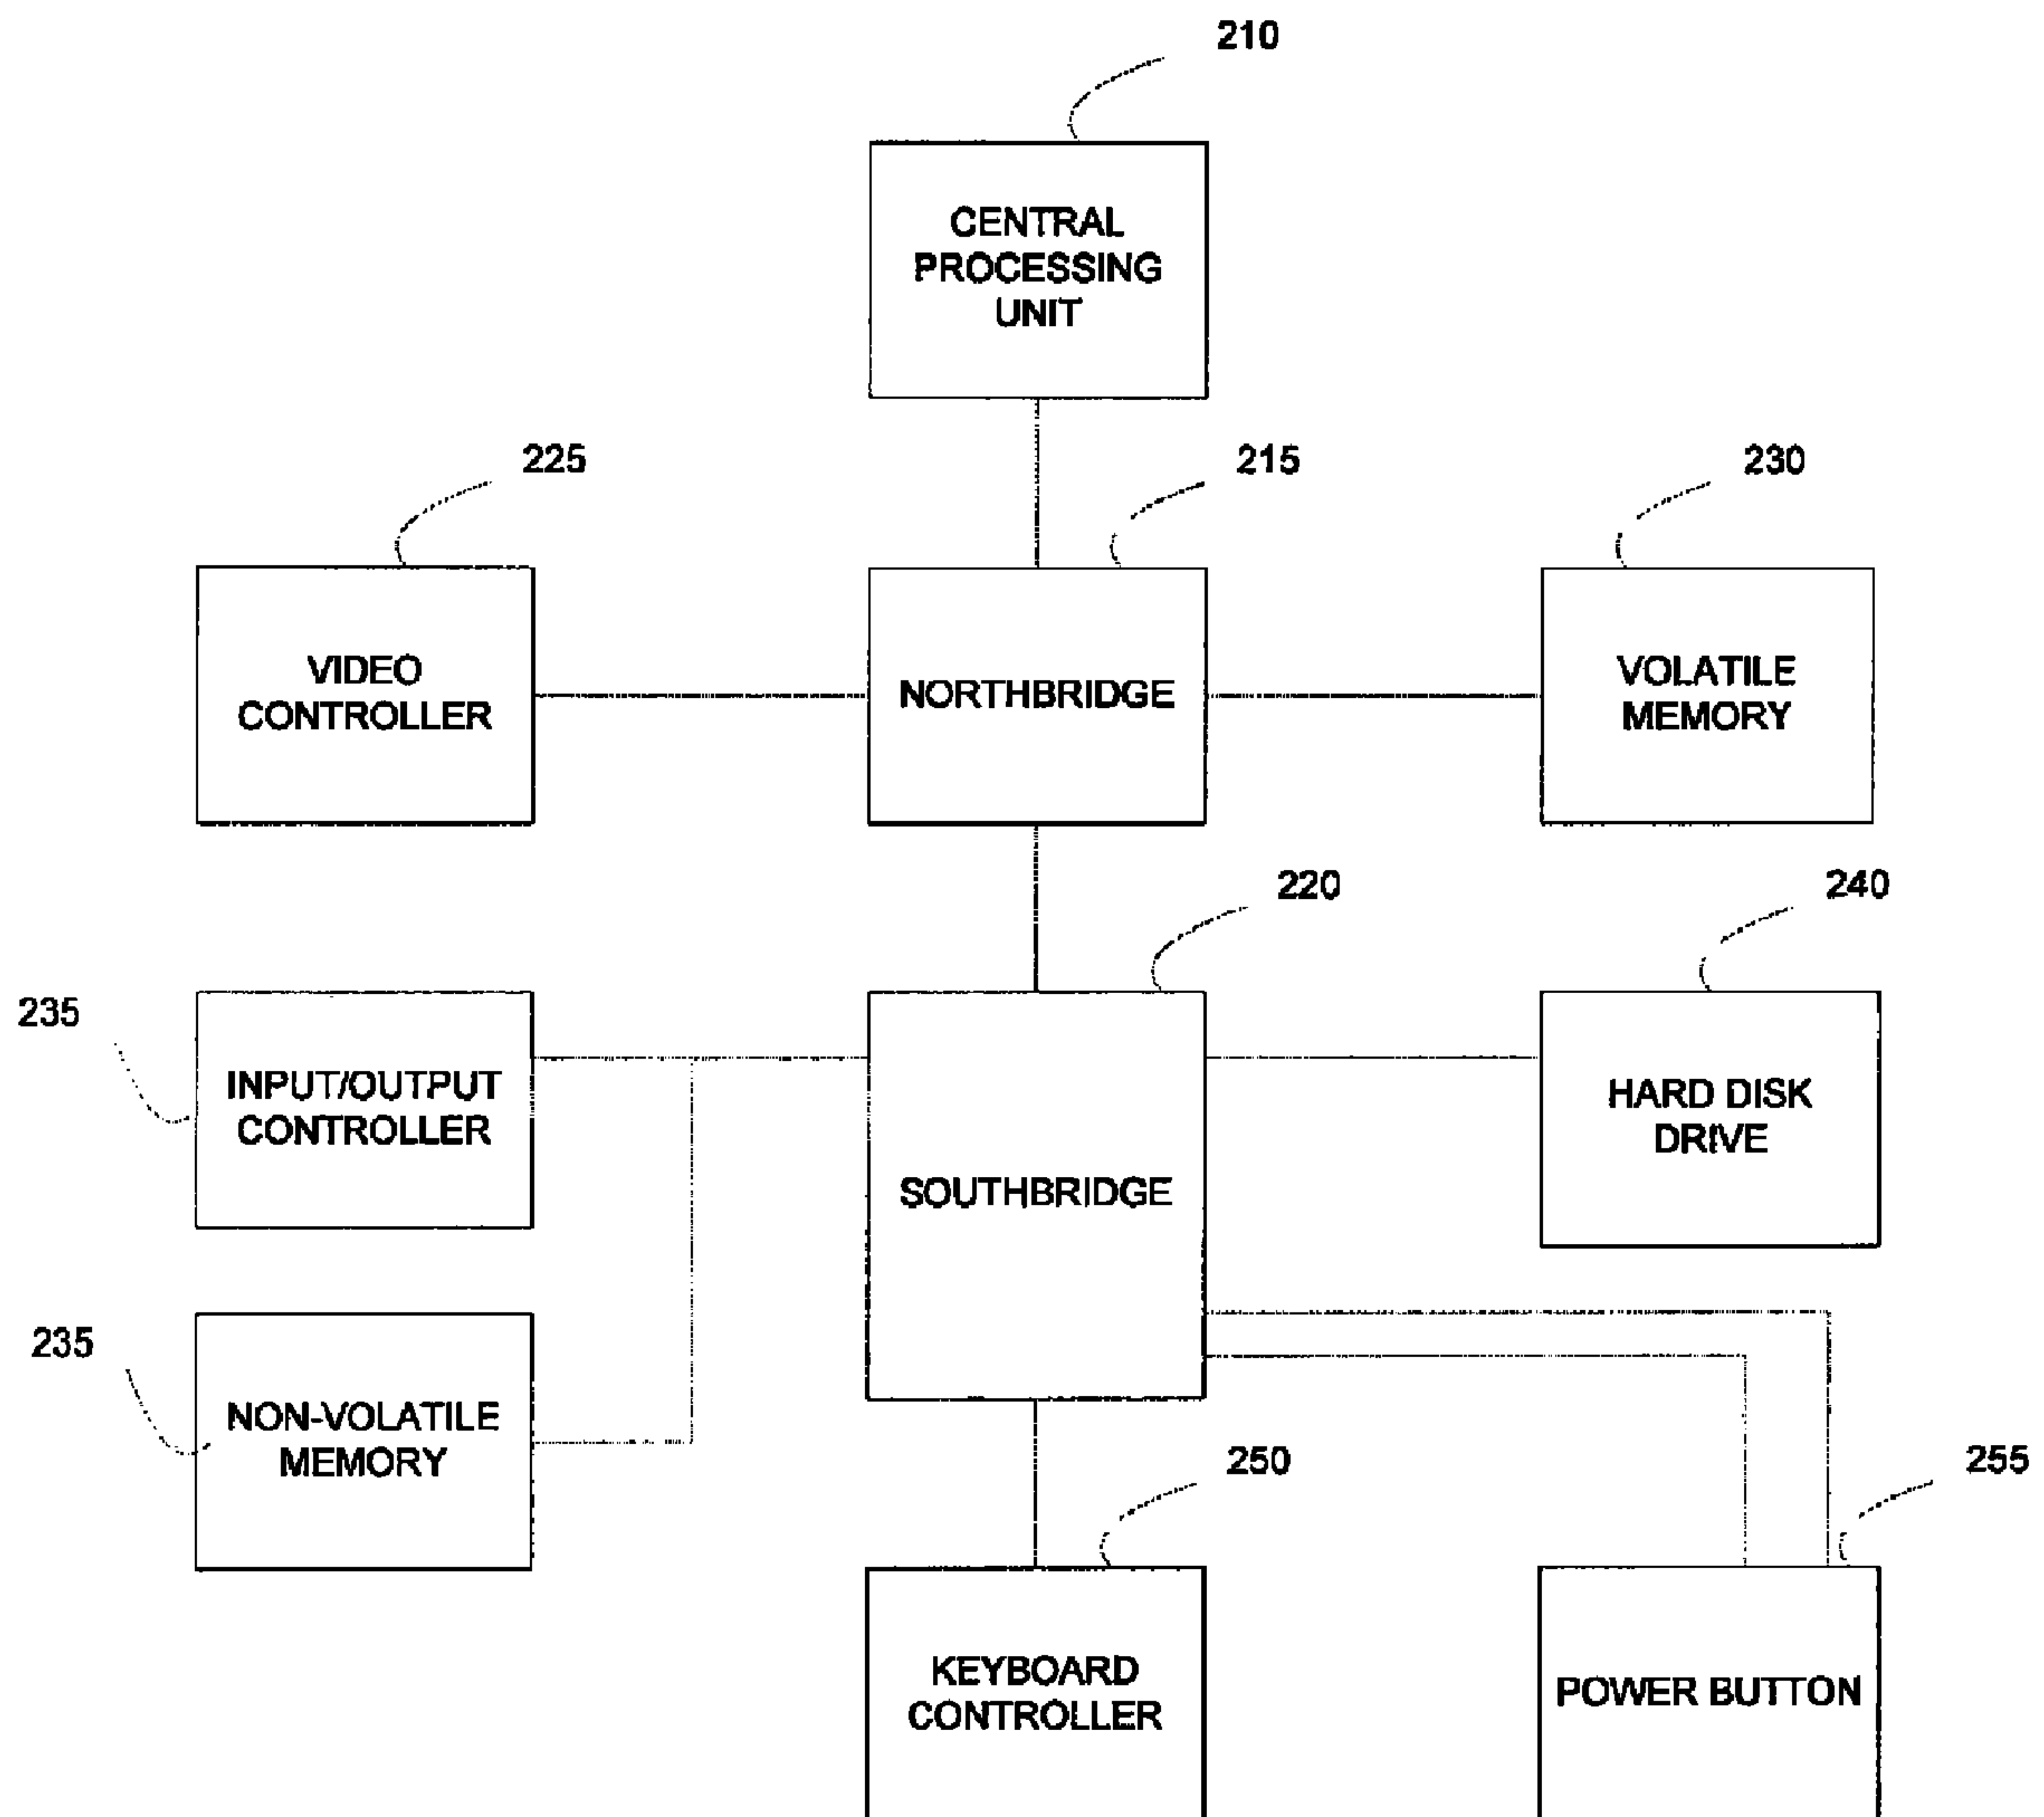 210
CENTRAL
PROCESSING
UNIT
225
215
230
VIDEO
CONTROLLER
NORTHBRIDGE
VOLATILE
MEMORY
220
240
235
INPUT/OUTPUT
CONTROLLER
SOUTHBRIDGE
HARD DISK
DRIVE
235
NON-VOLATILE
MEMORY
250
255
KEYBOARD
CONTROLLER
POWER BUTTON